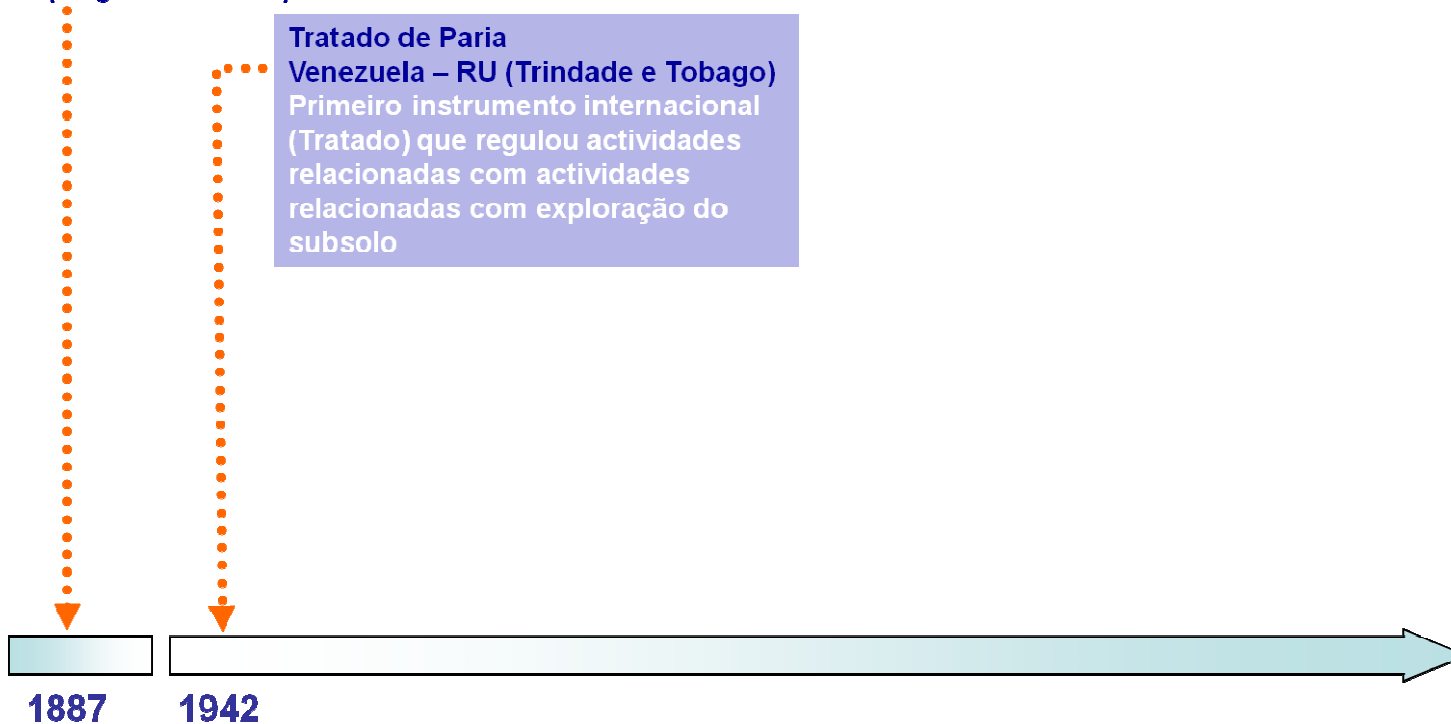 Tratado de Paria
Venezuela – RU (Trindade e Tobago)
Primeiro instrumento internacional
(Tratado) que regulou actividades
relacionadas com actividades
relacionadas com exploração do
subsolo
1887
1942